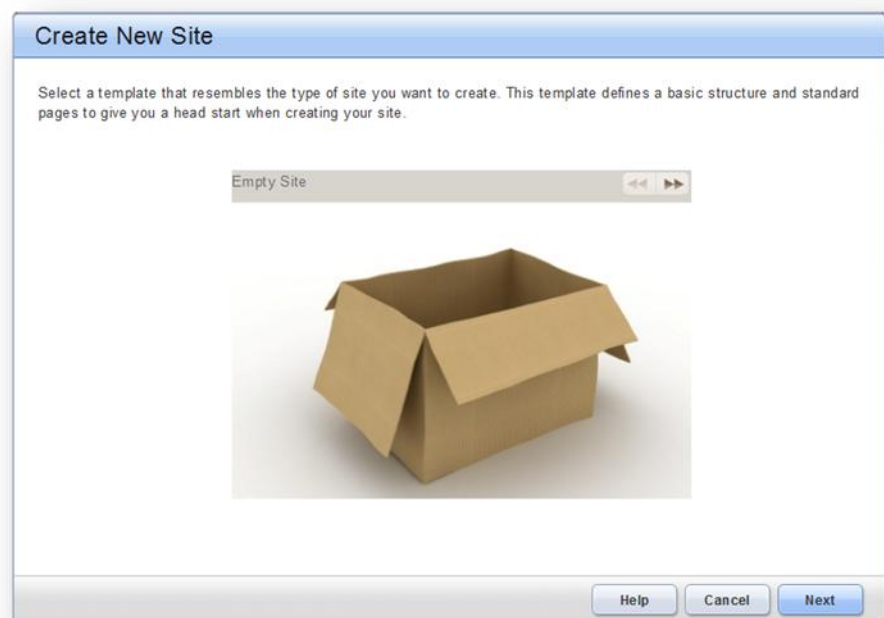 Create New Site
Select a template that resembles the type of site you want to create. This template defines a basic structure and standard
pages to give you a head start when creating your site.
Empty Site
Help Cancel Next